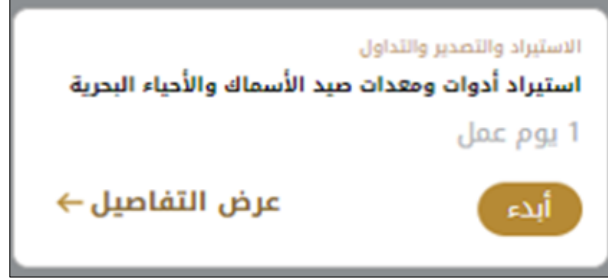 الاستيراد والتصدير والتداول
استيراد أدوات ومعدات صيد الأسماك والأحياء البحرية
1 يوم عمل
أبدء
عرض التفاصيل ←